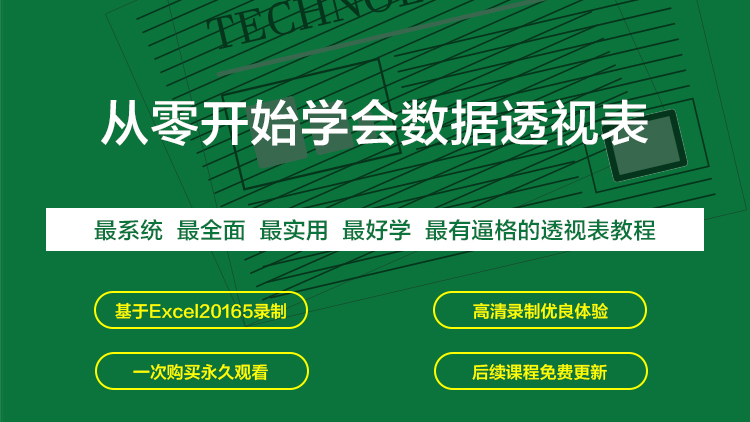 TECHNOL
从零开始学会数据透视表
最系统 最全面 最实用 最好学 最有逼格的透视表教程
基于Excel20165录制
高清录制优良体验
一次购买永久观看
后续课程免费更新